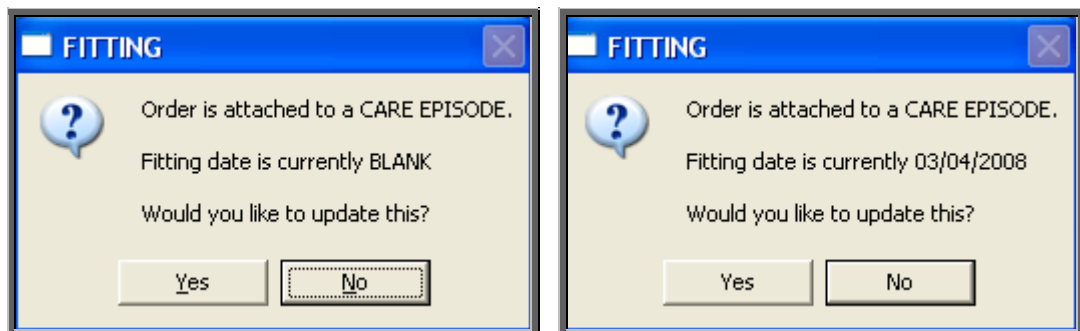 FITTING
Order is attached to a CARE EPISODE.
Fitting date is currently BLANK
Would you like to update this?
Yes
No
FITTING
Order is attached to a CARE EPISODE.
Fitting date is currently 03/04/2008
Would you like to update this?
Yes
No